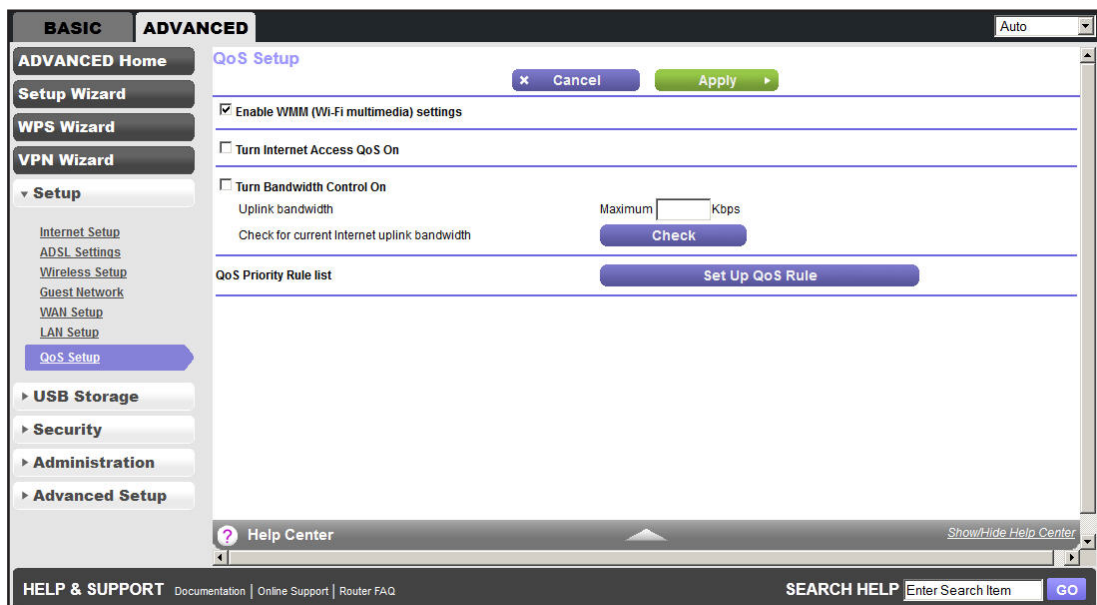 BASIC
ADVANCED
Auto
ADVANCED Home
Setup Wizard
WPS Wizard
VPN Wizard
Setup
Internet Setup
ADSL Settings
Wireless Setup
Guest Network
WAN Setup
LAN Setup
QoS Setup
USB Storage
Security
Administration
Advanced Setup
QoS Setup
× Cancel
Apply
Enable WMM (Wi-Fi multimedia) settings
Turn Internet Access QoS On
Turn Bandwidth Control On
Uplink bandwidth Maximum Kbps
Check for current Internet uplink bandwidth Check
QoS Priority Rule list Set Up QoS Rule
? Help Center Show/Hide Help Center
HELP & SUPPORT Documentation | Online Support | Router FAQ SEARCH HELP Enter Search Item GO